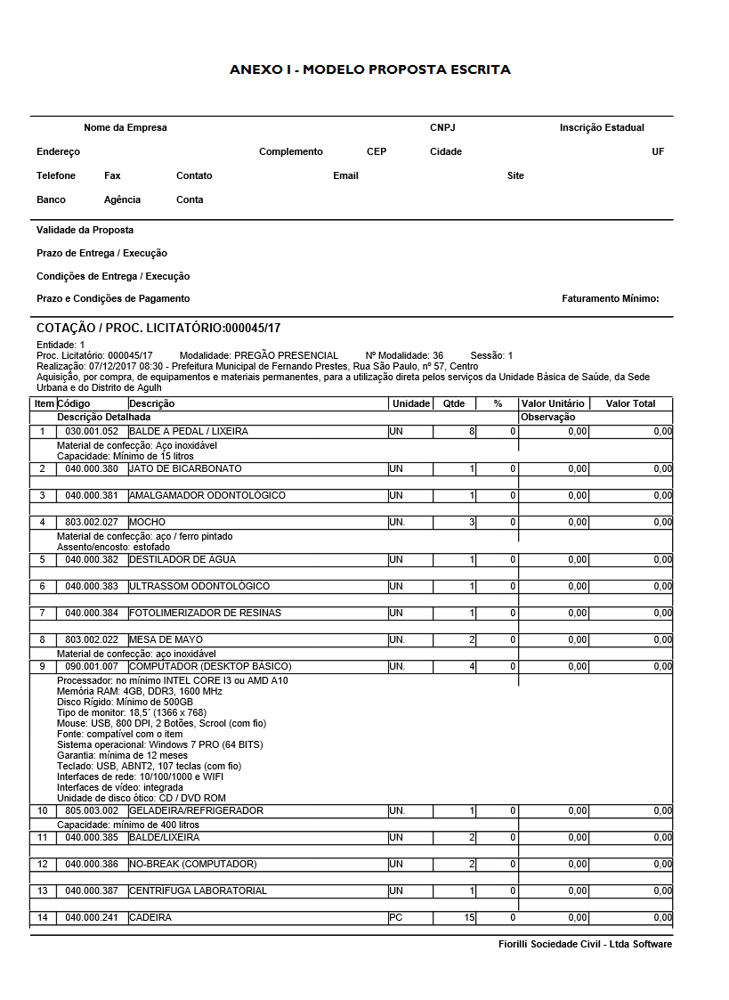 ANEXO I - MODELO PROPOSTA ESCRITA
Nome da Empresa CNPJ Inscrição Estadual
Endereço Complemento CEP Cidade UF
Telefone Fax Contato Email Site
Banco Agência Conta
Validade da Proposta
Prazo de Entrega / Execução
Condições de Entrega / Execução
Prazo e Condições de Pagamento Faturamento Mínimo:
COTAÇÃO / PROC. LICITATÓRIO:000045/17
Entidade: 1
Proc. Licitatório: 000045/17 Modalidade: PREGÃO PRESENCIAL Nº Modalidade: 36 Sessão: 1
Realização: 07/12/2017 08:30 - Prefeitura Municipal de Fernando Prestes, Rua São Paulo, nº 57, Centro
Aquisição, por compra, de equipamentos e materiais permanentes, para a utilização direta pelos serviços da Unidade Básica de Saúde, da Sede
Urbana e do Distrito de Agulh
Item Código Descrição Unidade Qtde % Valor Unitário Valor Total
Descrição Detalhada Observação
1 030.001.052 BALDE A PEDAL / LIXEIRA UN 8 0 0,00 0,00
Material de confecção: Aço inoxidável
Capacidade: Mínimo de 15 litros
2 040.000.380 JATO DE BICARBONATO UN 1 0 0,00 0,00
3 040.000.381 AMALGAMADOR ODONTOLÓGICO UN 1 0 0,00 0,00
4 803.002.027 MOCHO UN. 3 0 0,00 0,00
Material de confecção: aço / ferro pintado
Assento/encosto: estofado
5 040.000.382 DESTILADOR DE ÁGUA UN 1 0 0,00 0,00
6 040.000.383 ULTRASSOM ODONTOLÓGICO UN 1 0 0,00 0,00
7 040.000.384 FOTOLIMERIZADOR DE RESINAS UN 1 0 0,00 0,00
8 803.002.022 MESA DE MAYO UN. 2 0 0,00 0,00
Material de confecção: aço inoxidável
9 090.001.007 COMPUTADOR (DESKTOP BÁSICO) UN. 4 0 0,00 0,00
Processador: no mínimo INTEL CORE I3 ou AMD A10
Memória RAM: 4GB, DDR3, 1600 MHz
Disco Rígido: Mínimo de 500GB
Tipo de monitor: 18,5´ (1366 x 768)
Mouse: USB, 800 DPI, 2 Botões, Scrool (com fio)
Fonte: compatível com o item
Sistema operacional: Windows 7 PRO (64 BITS)
Garantia: mínima de 12 meses
Teclado: USB, ABNT2, 107 teclas (com fio)
Interfaces de rede: 10/100/1000 e WIFI
Interfaces de vídeo: integrada
Unidade de disco ótico: CD / DVD ROM
10 805.003.002 GELADEIRA/REFRIGERADOR UN. 1 0 0,00 0,00
Capacidade: mínimo de 400 litros
11 040.000.385 BALDE/LIXEIRA UN 2 0 0,00 0,00
12 040.000.386 NO-BREAK (COMPUTADOR) UN 2 0 0,00 0,00
13 040.000.387 CENTRÍFUGA LABORATORIAL UN 1 0 0,00 0,00
14 040.000.241 CADEIRA PC 15 0 0,00 0,00
Fiorilli Sociedade Civil - Ltda Software